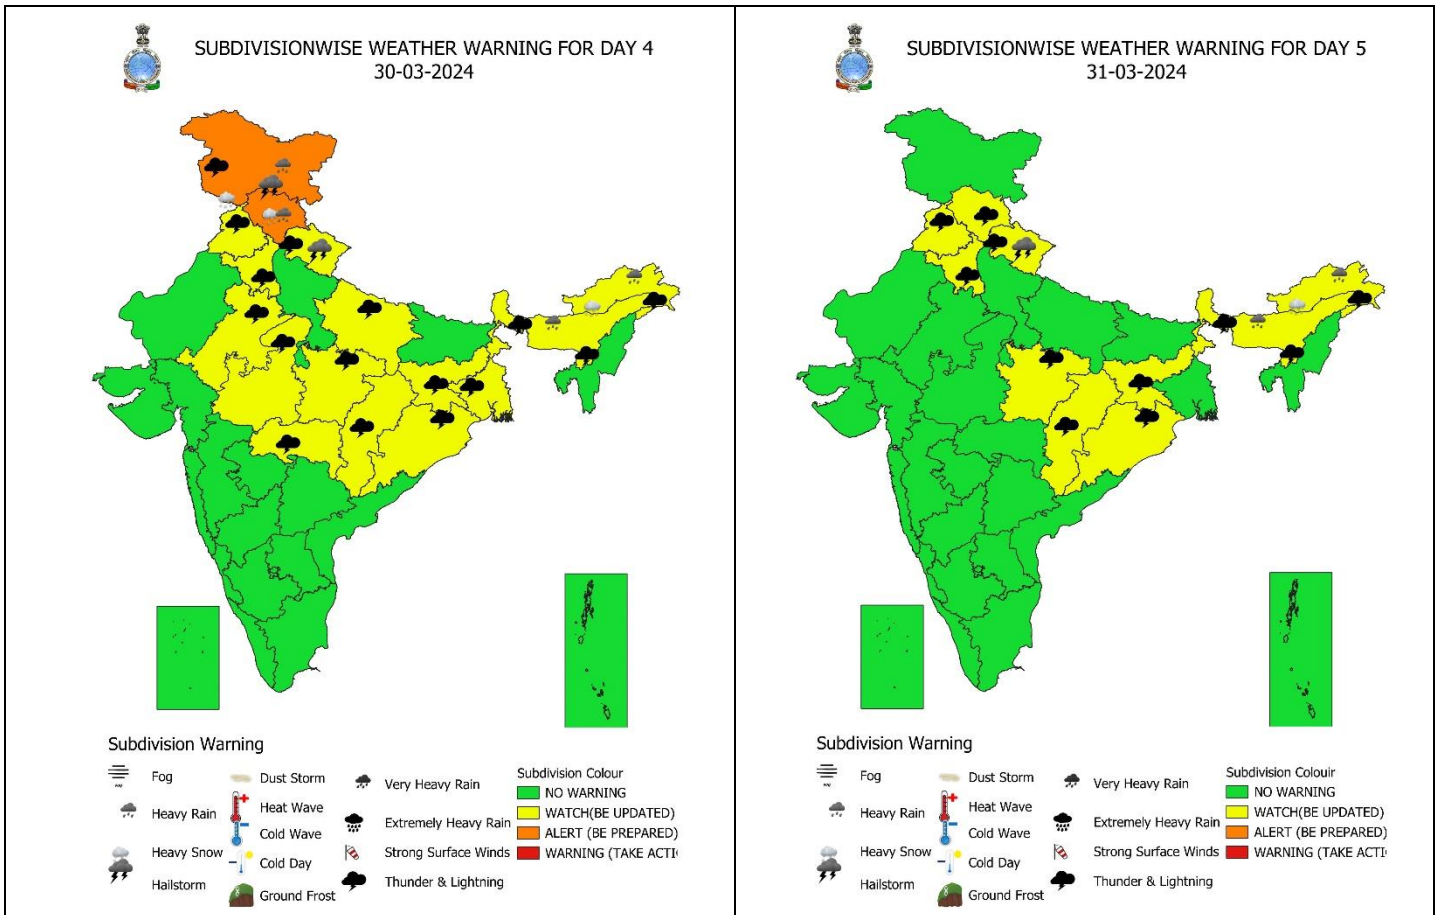 SUBDIVISIONWISE WEATHER WARNING FOR DAY 4
30-03-2024
Subdivision Warning
Fog
Heavy Rain
Heavy Snow
Hailstorm
Dust Storm
Heat Wave
Cold Wave
Cold Day
Ground Frost
Very Heavy Rain
Extremely Heavy Rain
Strong Surface Winds
Thunder & Lightning
Subdivision Colour
NO WARNING
WATCH(BE UPDATED)
ALERT (BE PREPARED)
WARNING (TAKE ACTI
SUBDIVISIONWISE WEATHER WARNING FOR DAY 5
31-03-2024
Subdivision Warning
Fog
Heavy Rain
Heavy Snow
Hailstorm
Dust Storm
Heat Wave
Cold Wave
Cold Day
Ground Frost
Very Heavy Rain
Extremely Heavy Rain
Strong Surface Winds
Thunder & Lightning
Subdivision Colouir
NO WARNING
WATCH(BE UPDATED)
ALERT (BE PREPARED)
WARNING (TAKE ACTI